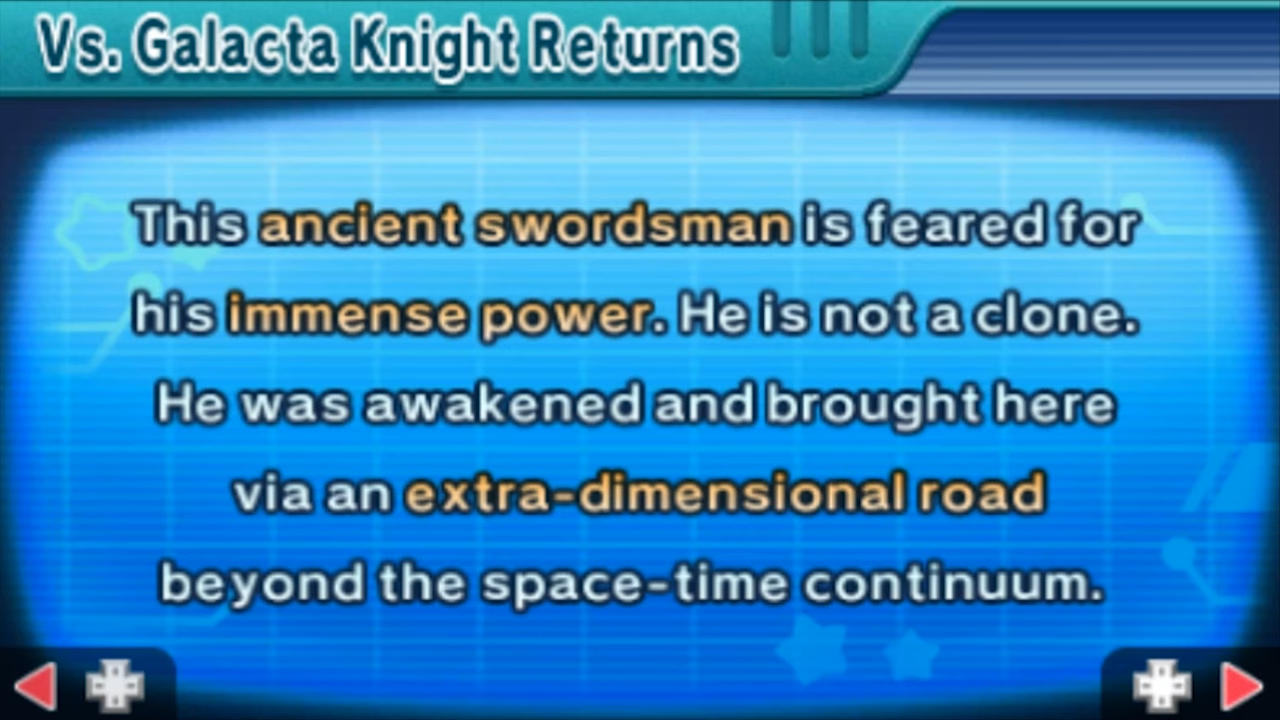 Vs. Galacta Knight Returns
This ancient swordsman is feared for
his immense power. He is not a clone.
He was awakened and brought here
via an extra-dimensional road
beyond the space-time continuum.